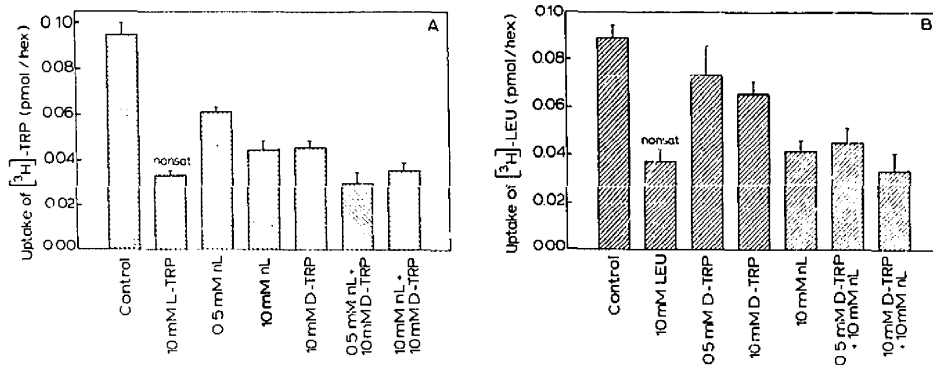 A
Uptake of [³H]-TRP (pmol/hex)
0.10
0.08
0.06
0.04
0.02
0.00
nonsat
Control
10 mM L-TRP
0.5 mM nL
10 mM nL
10 mM D-TRP
0.5 mM nL+
10 mM D-TRP
10 mM nL+
10 mM D-TRP
B
Uptake of [³H]-LEU (pmol/hex)
0.10
0.08
0.06
0.04
0.02
0.00
nonsat
Control
10 mM LEU
0.5 mM D-TRP
10 mM D-TRP
10 mM nL
0.5 mM D-TRP
+ 10 mM nL
10 mM D-TRP
+ 10 mM nL